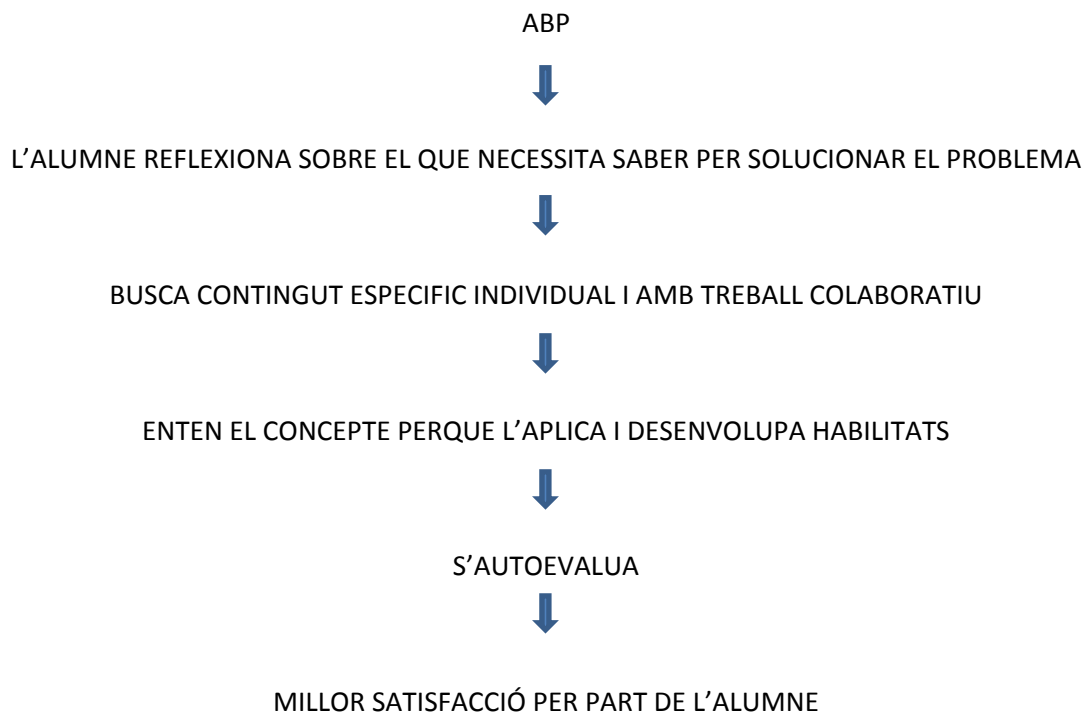 ABP
L’ALUMNE REFLEXIONA SOBRE EL QUE NECESSITA SABER PER SOLUCIONAR EL PROBLEMA
BUSCA CONTINGUT ESPECIFIC INDIVIDUAL I AMB TREBALL COLABORATIU
ENTEN EL CONCEPTE PERQUE L’APLICA I DESENVOLUPA HABILITATS
S’AUTOEVALUA
MILLOR SATISFACCIÓ PER PART DE L’ALUMNE